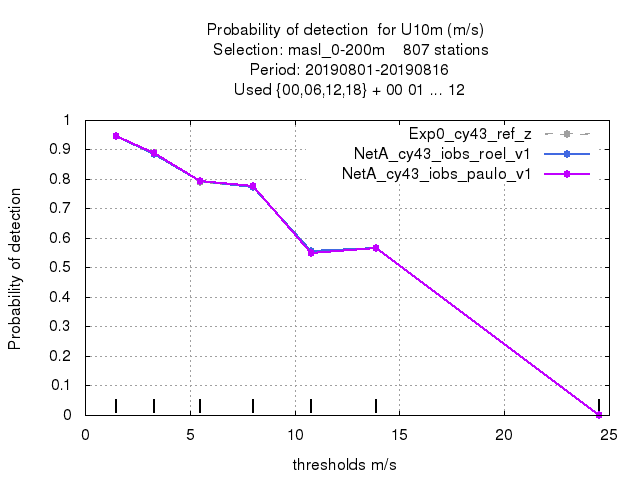 Probability of detection  for U10m (m/s)
Selection: masl_0-200m    807 stations
Period: 20190801-20190816
Used {00,06,12,18} + 00 01 ... 12
Exp0_cy43_ref_z
NetA_cy43_iobs_roel_v1
NetA_cy43_iobs_paulo_v1
Probability of detection
1
0.9
0.8
0.7
0.6
0.5
0.4
0.3
0.2
0.1
0
0 5 10 15 20 25
thresholds m/s